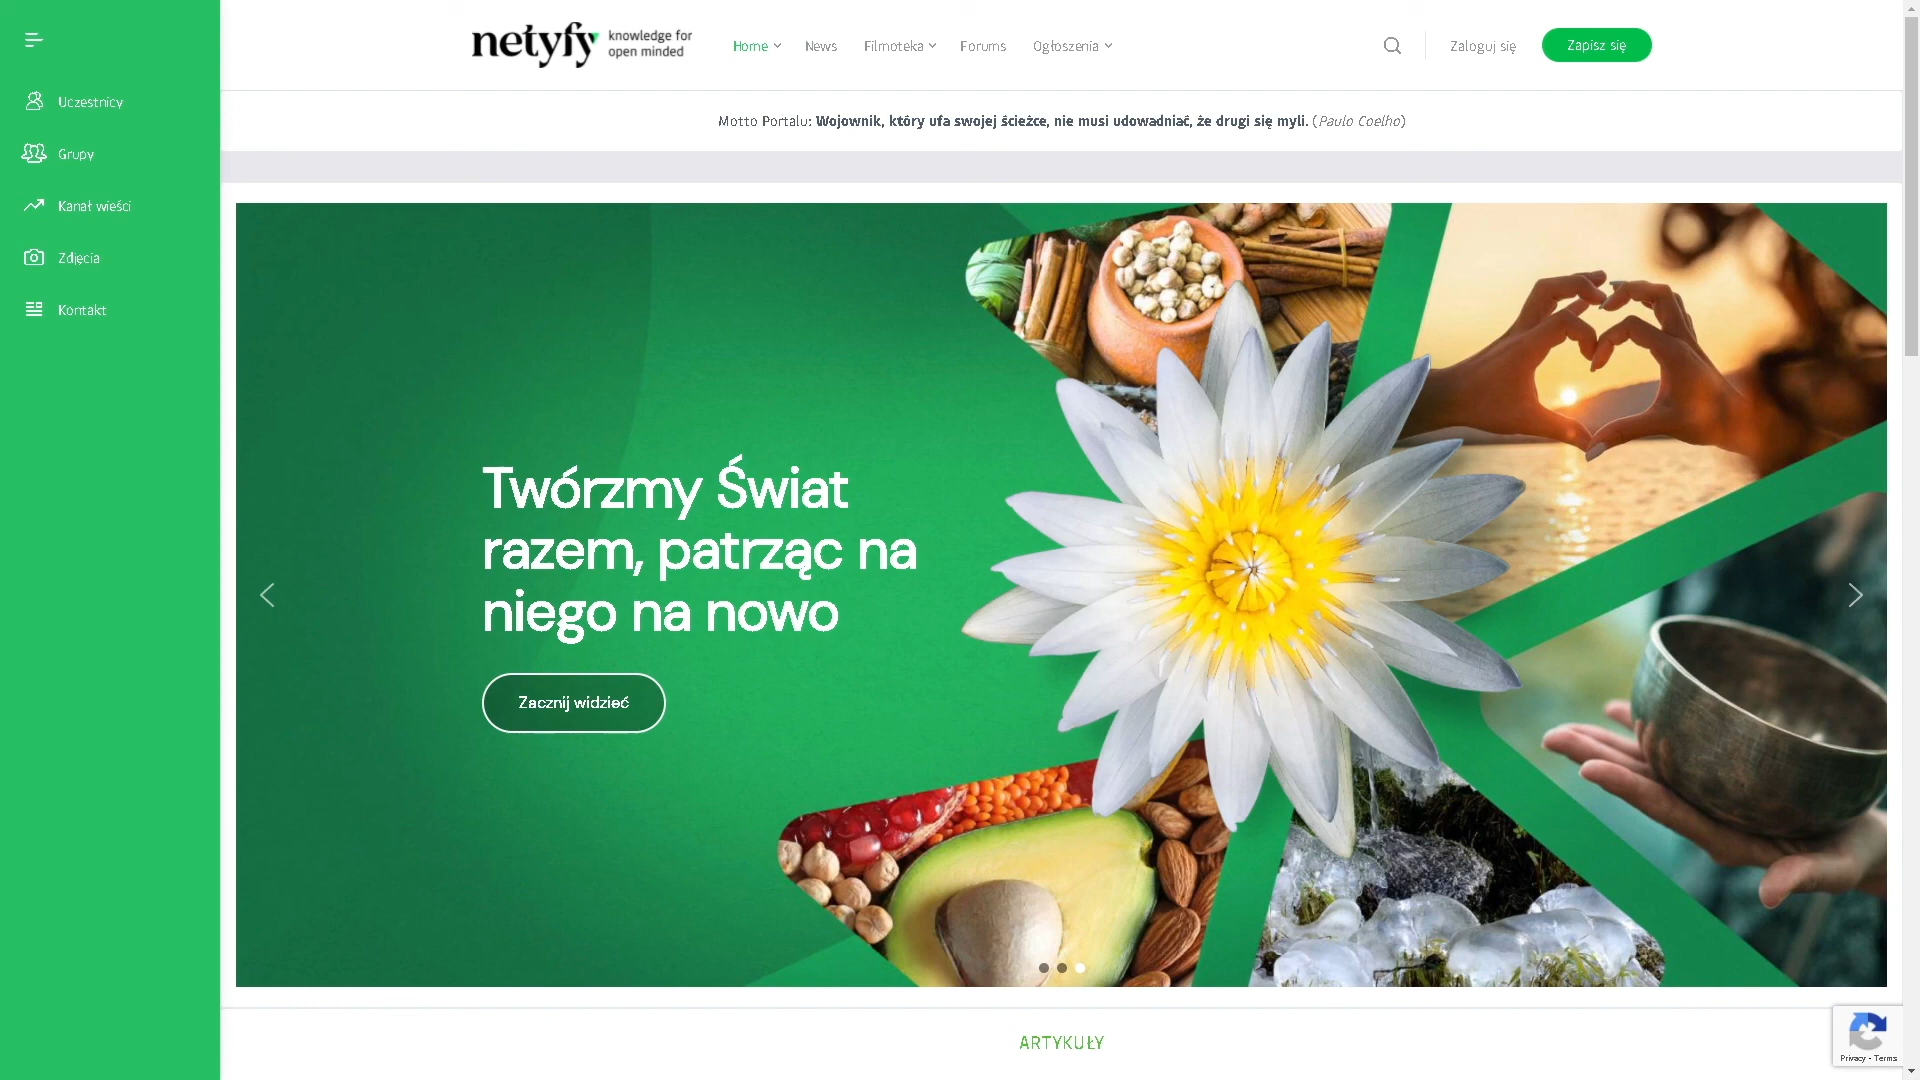 netyfy
knowledge for
open minded
Home
News
Filmoteka
Forums
Ogłoszenia
Zaloguj się
Zapisz się
Uczestnicy
Grupy
Kanał wieści
Zdjęcia
Kontakt
Motto Portalu: Wojownik, który ufa swojej ścieżce, nie musi udowadniać, że drugi się myli. (Paulo Coelho)
Twórzmy Świat
razem, patrząc na
niego na nowo
Zacznij widzieć
ARTYKUŁY
Privacy - Terms